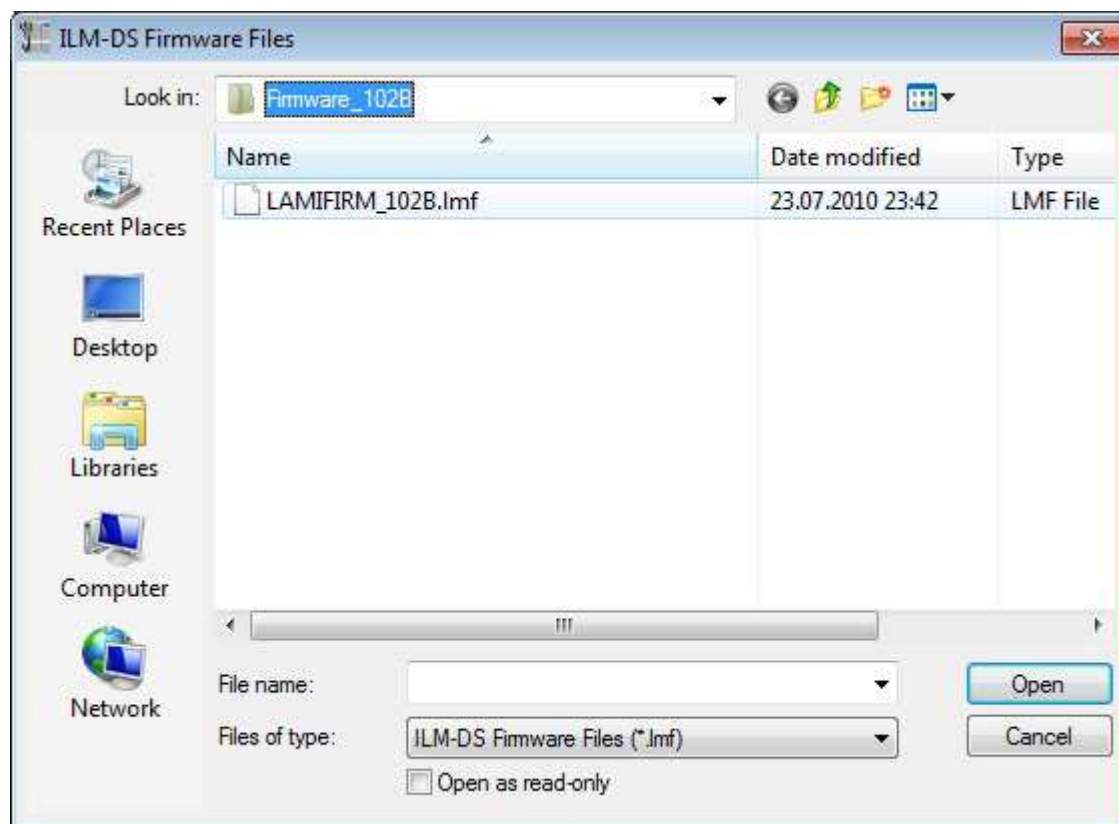 ILM-DS Firmware Files
Look in: Firmware_102B
Name Date modified Type
LAMIFIRM_102B.lmf 23.07.2010 23:42 LMF File
Recent Places
Desktop
Libraries
Computer
Network
File name: Open
Files of type: ILM-DS Firmware Files (*.lmf) Cancel
Open as read-only